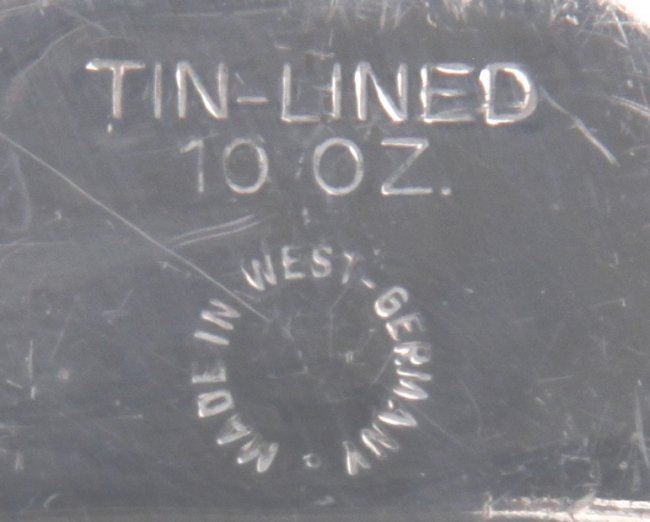 TIN-LINED
10 OZ.
MADE IN WEST-GERMANY.